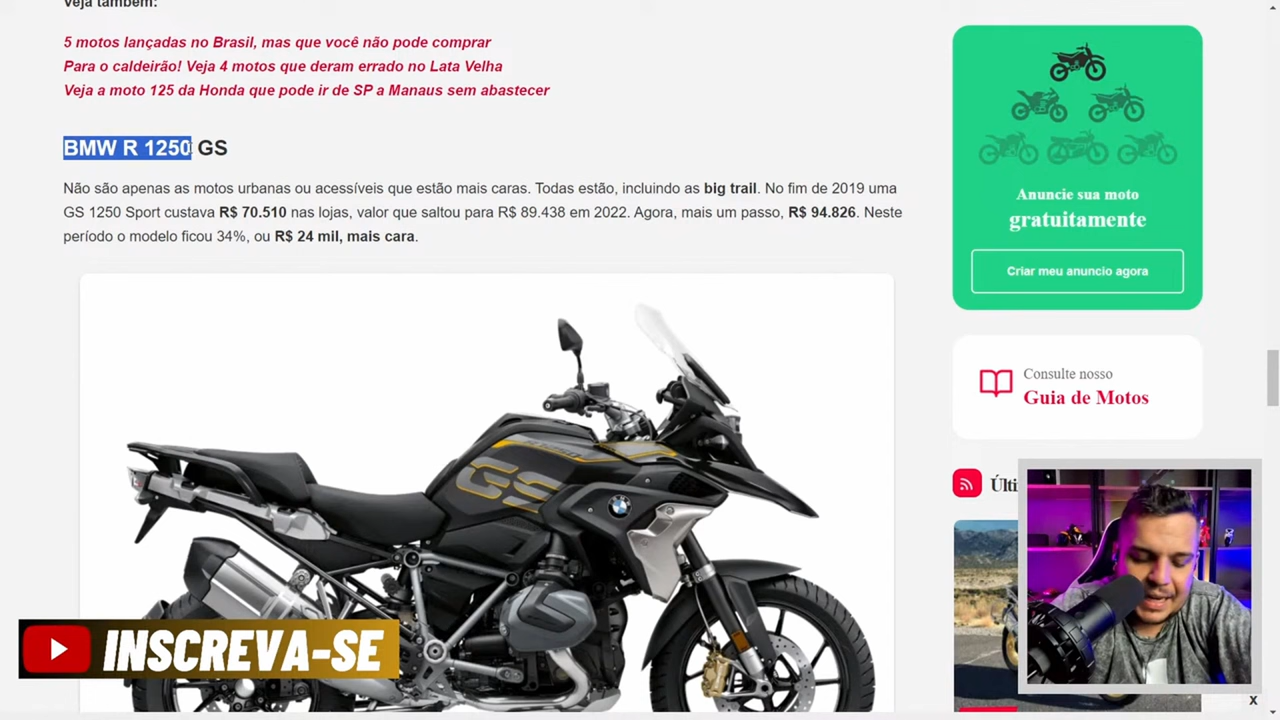 Veja também:
5 motos lançadas no Brasil, mas que você não pode comprar
Para o caldeirão! Veja 4 motos que deram errado no Lata Velha
Veja a moto 125 da Honda que pode ir de SP a Manaus sem abastecer
BMW R 1250 GS
Não são apenas as motos urbanas ou acessíveis que estão mais caras. Todas estão, incluindo as big trail. No fim de 2019 uma
GS 1250 Sport custava R$ 70.510 nas lojas, valor que saltou para R$ 89.438 em 2022. Agora, mais um passo, R$ 94.826. Neste
período o modelo ficou 34%, ou R$ 24 mil, mais cara.
GS
INSCREVA-SE
Anuncie sua moto
gratuitamente
Criar meu anuncio agora
Consulte nosso
Guia de Motos
x